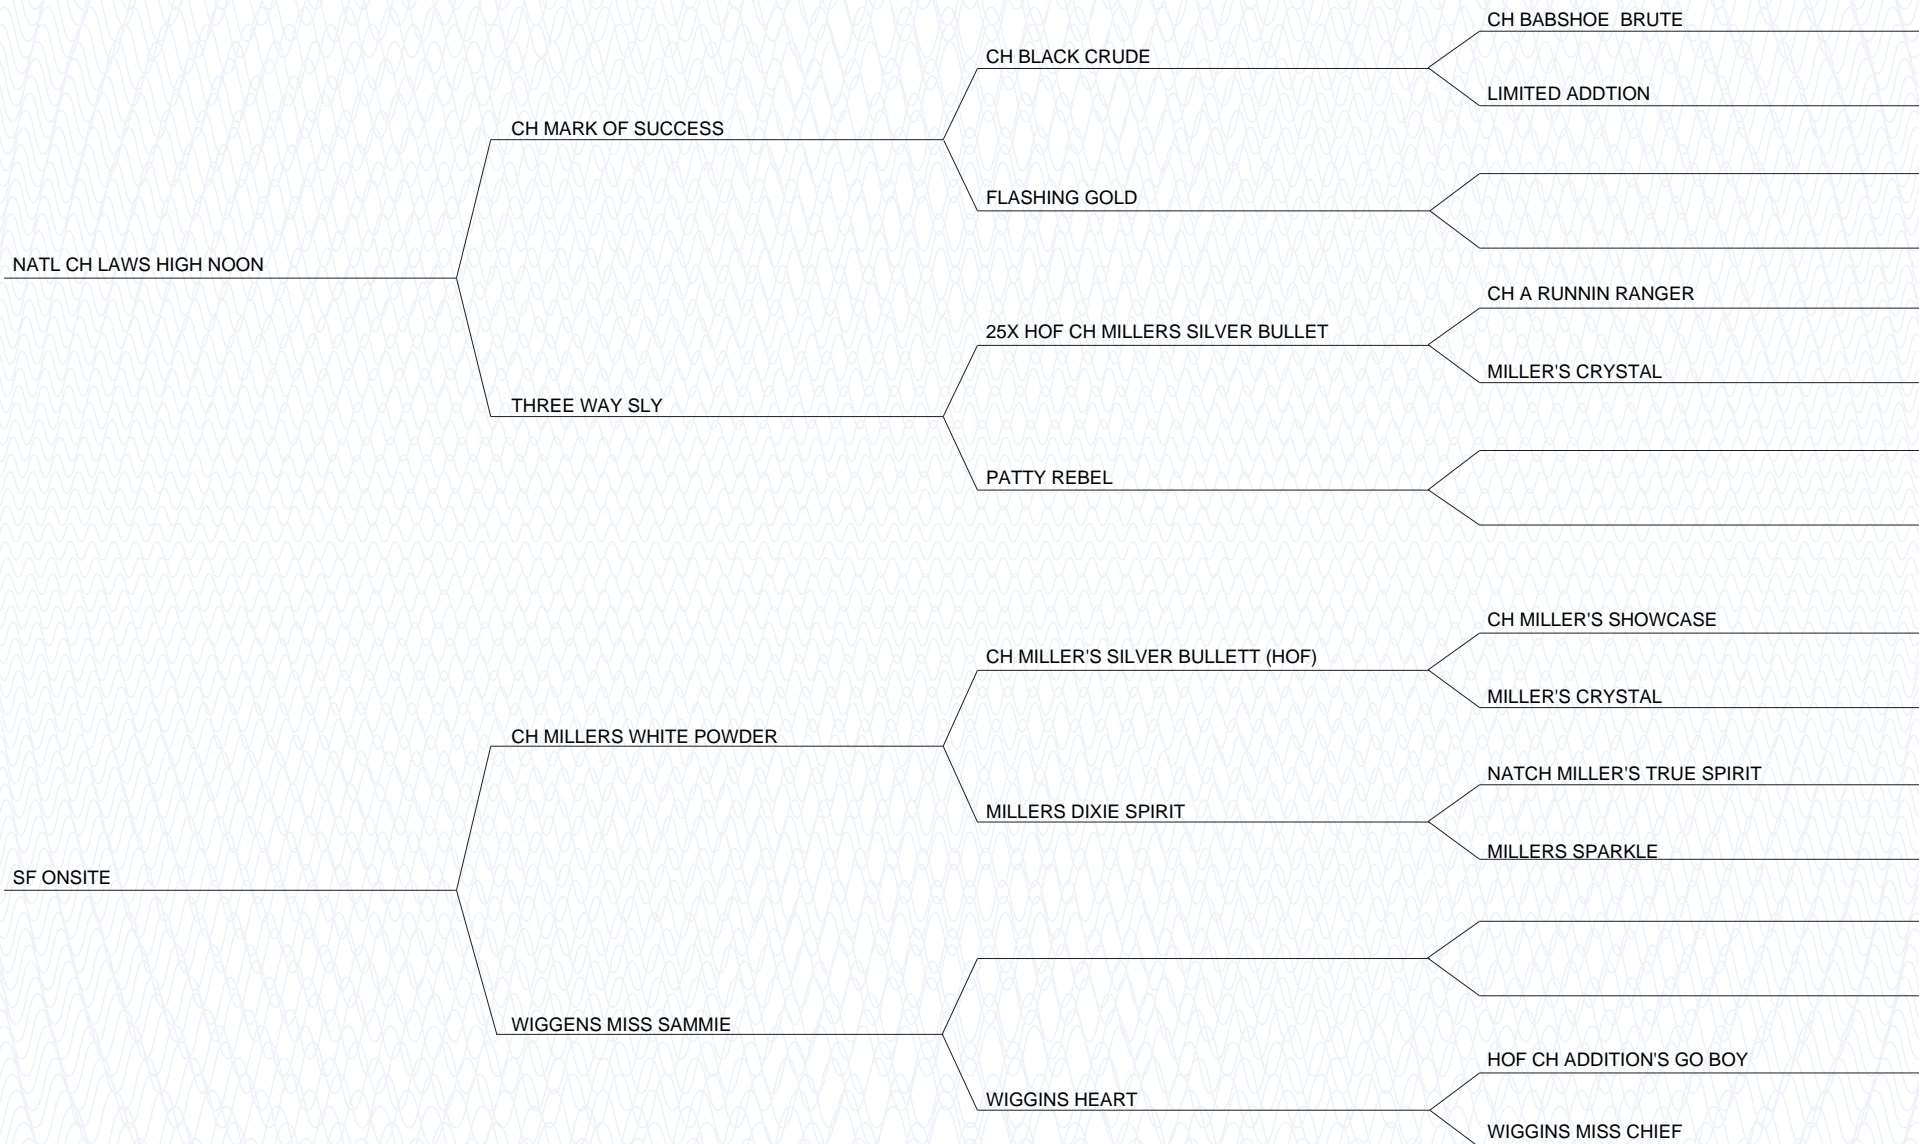 CH BABSHOE  BRUTE
CH BLACK CRUDE
LIMITED ADDTION
CH MARK OF SUCCESS
FLASHING GOLD
NATL CH LAWS HIGH NOON
CH A RUNNIN RANGER
25X HOF CH MILLERS SILVER BULLET
MILLER'S CRYSTAL
THREE WAY SLY
PATTY REBEL
CH MILLER'S SHOWCASE
CH MILLER'S SILVER BULLETT (HOF)
MILLER'S CRYSTAL
CH MILLERS WHITE POWDER
NATCH MILLER'S TRUE SPIRIT
MILLERS DIXIE SPIRIT
MILLERS SPARKLE
SF ONSITE
WIGGENS MISS SAMMIE
HOF CH ADDITION'S GO BOY
WIGGINS HEART
WIGGINS MISS CHIEF